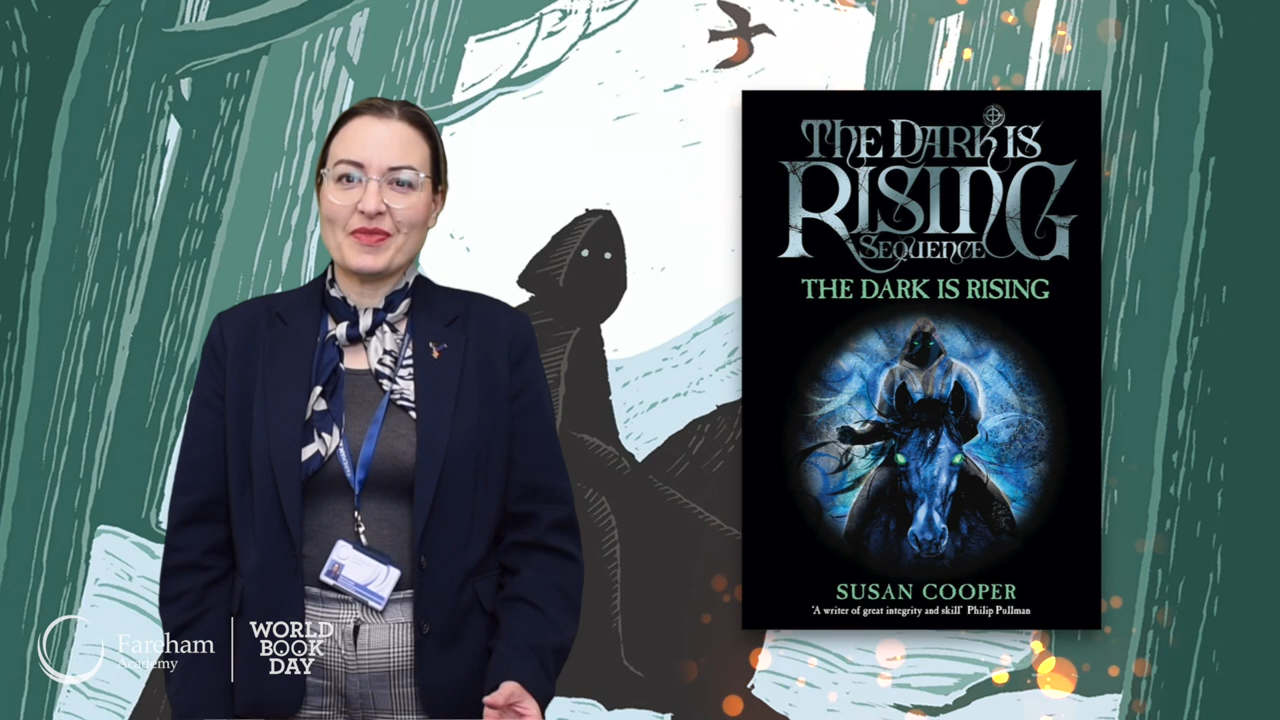 THE DARK IS
RISING
SEQUENCE
THE DARK IS RISING
SUSAN COOPER
'A writer of great integrity and skill' Philip Pullman
Fareham
Academy
WORLD
BOOK
DAY